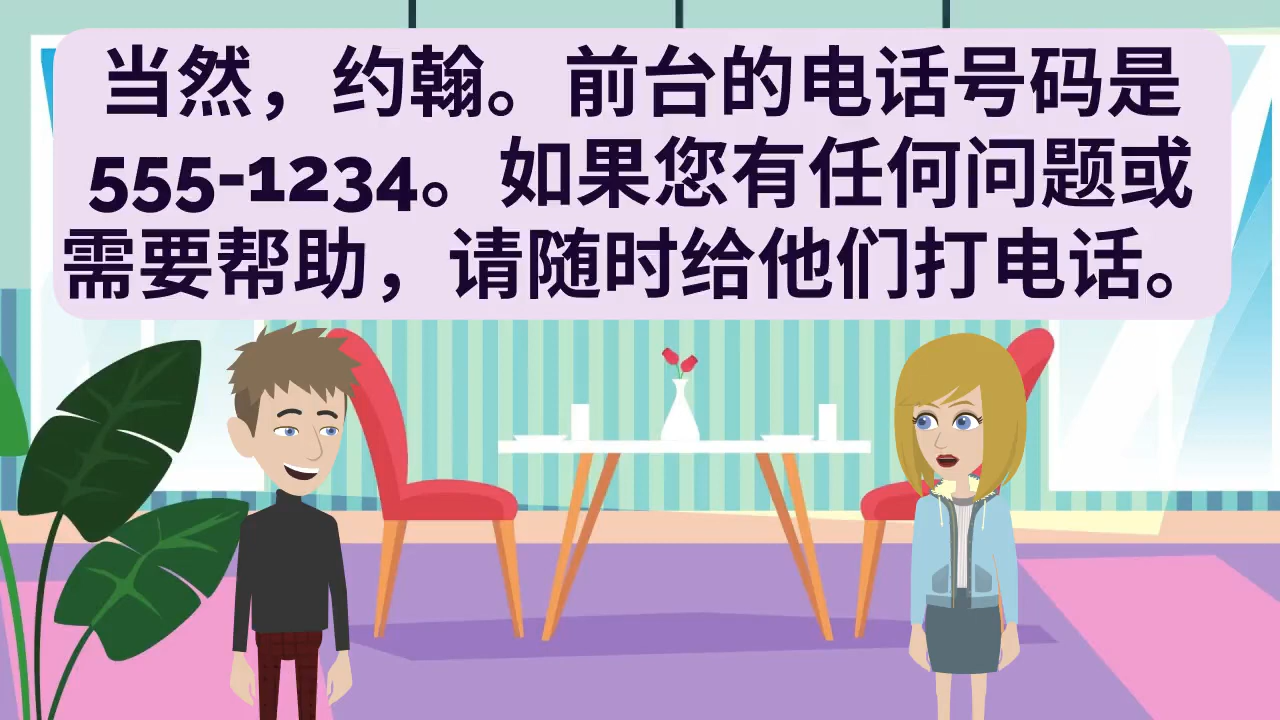 当然，约翰。前台的电话号码是
555-1234。如果您有任何问题或
需要帮助，请随时给他们打电话。